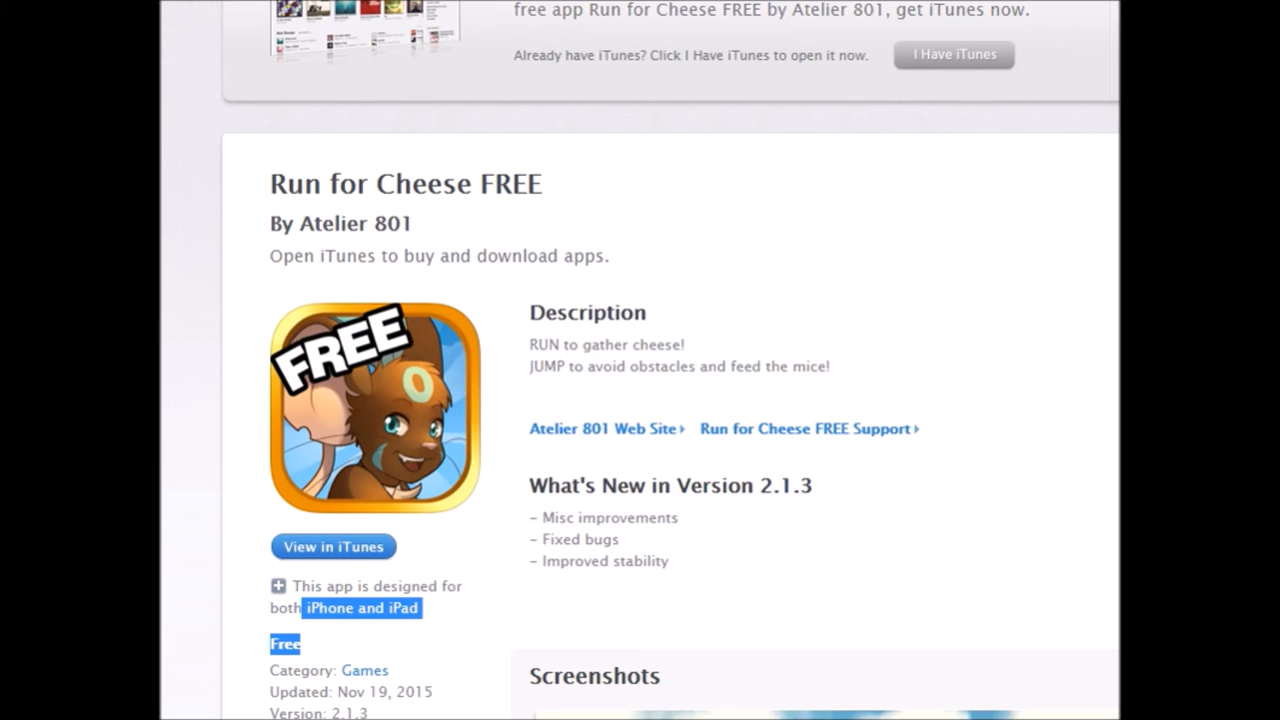 free app Run for Cheese FREE by Atelier 801, get iTunes now.
Already have iTunes? Click I Have iTunes to open it now.
I Have iTunes
Run for Cheese FREE
By Atelier 801
Open iTunes to buy and download apps.
FREE
Description
RUN to gather cheese!
JUMP to avoid obstacles and feed the mice!
Atelier 801 Web Site
Run for Cheese FREE Support
What's New in Version 2.1.3
- Misc improvements
- Fixed bugs
- Improved stability
View in iTunes
This app is designed for
both iPhone and iPad
Free
Category: Games
Updated: Nov 19, 2015
Version: 2.1.3
Screenshots